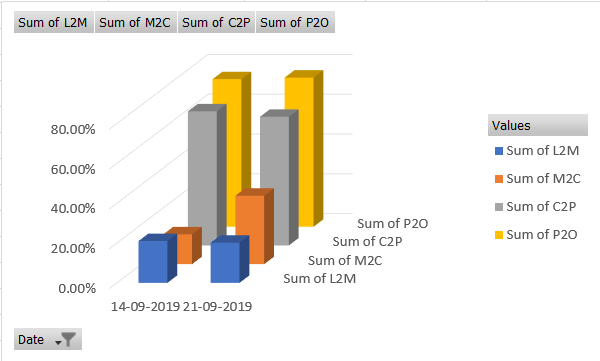 Sum of L2M Sum of M2C Sum of C2P Sum of P2O
80.00%
60.00%
40.00%
20.00%
0.00%
14-09-2019 21-09-2019
Sum of P2O
Sum of C2P
Sum of M2C
Sum of L2M
Values
Sum of L2M
Sum of M2C
Sum of C2P
Sum of P2O
Date